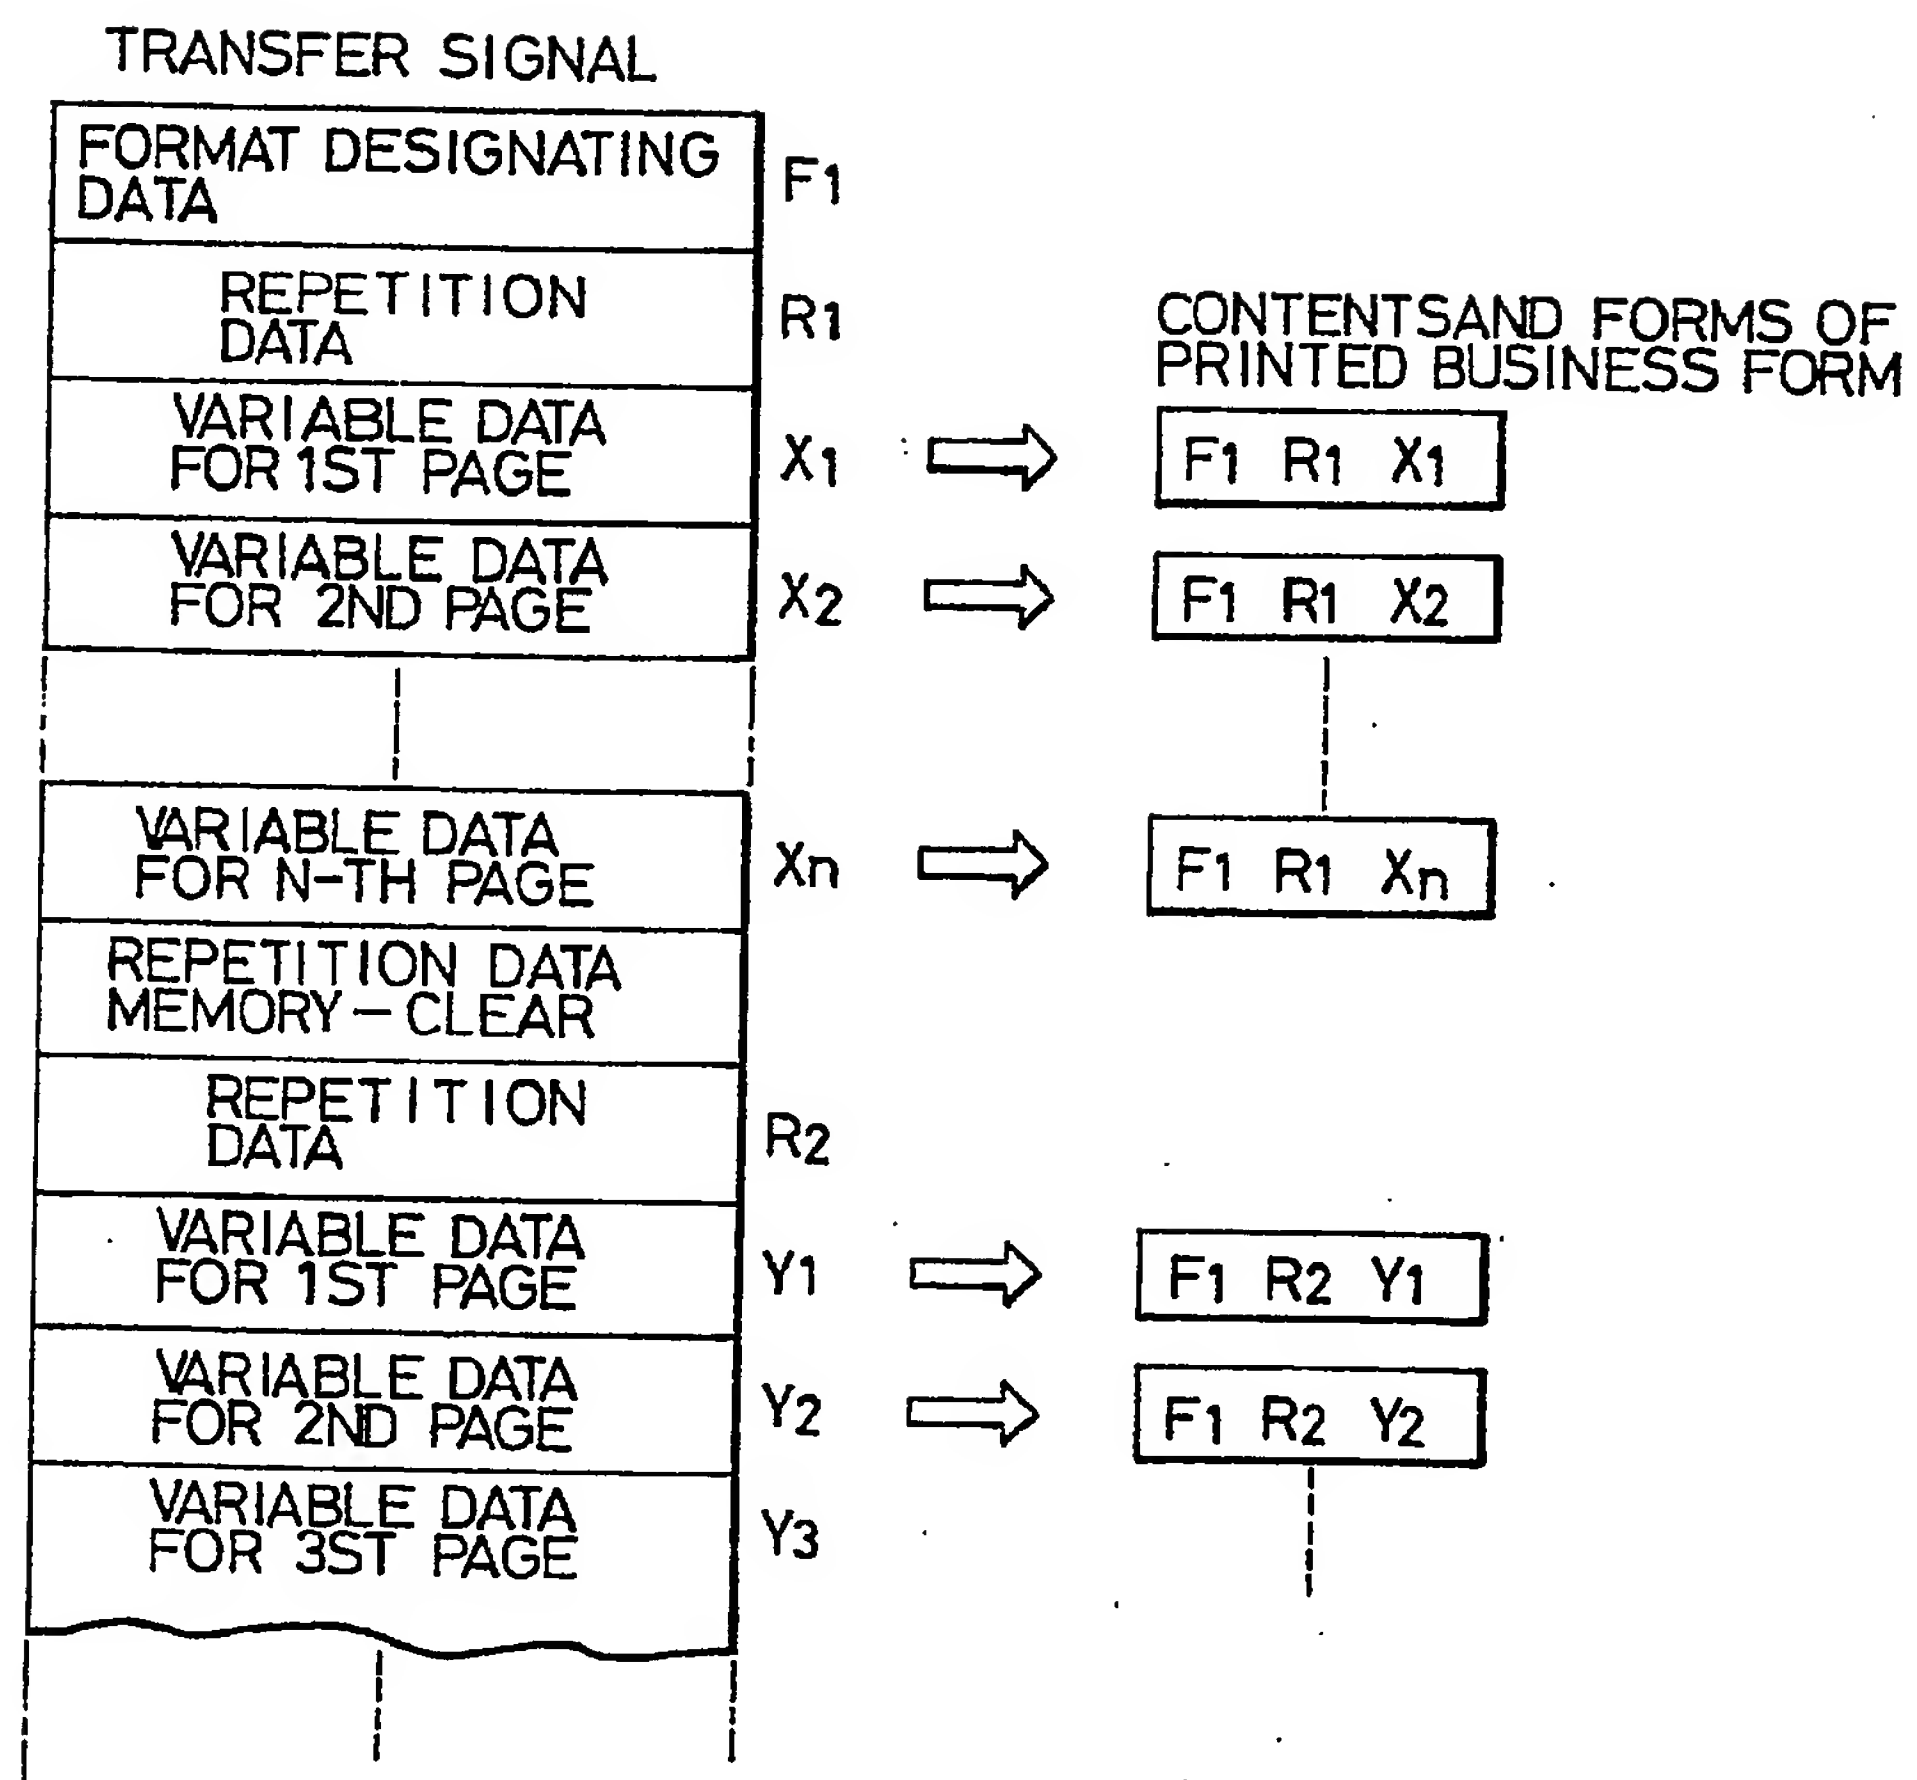 TRANSFER SIGNAL
FORMAT DESIGNATING
DATA
F1
REPETITION
DATA
R1
CONTENTSAND FORMS OF
PRINTED BUSINESS FORM
VARIABLE DATA
FOR 1ST PAGE
X1
F1 R1 X1
VARIABLE DATA
FOR 2ND PAGE
X2
F1 R1 X2
VARIABLE DATA
FOR N-TH PAGE
Xn
F1 R1 Xn
REPETITION DATA
MEMORY-CLEAR
REPETITION
DATA
R2
VARIABLE DATA
FOR 1ST PAGE
Y1
F1 R2 Y1
VARIABLE DATA
FOR 2ND PAGE
Y2
F1 R2 Y2
VARIABLE DATA
FOR 3ST PAGE
Y3